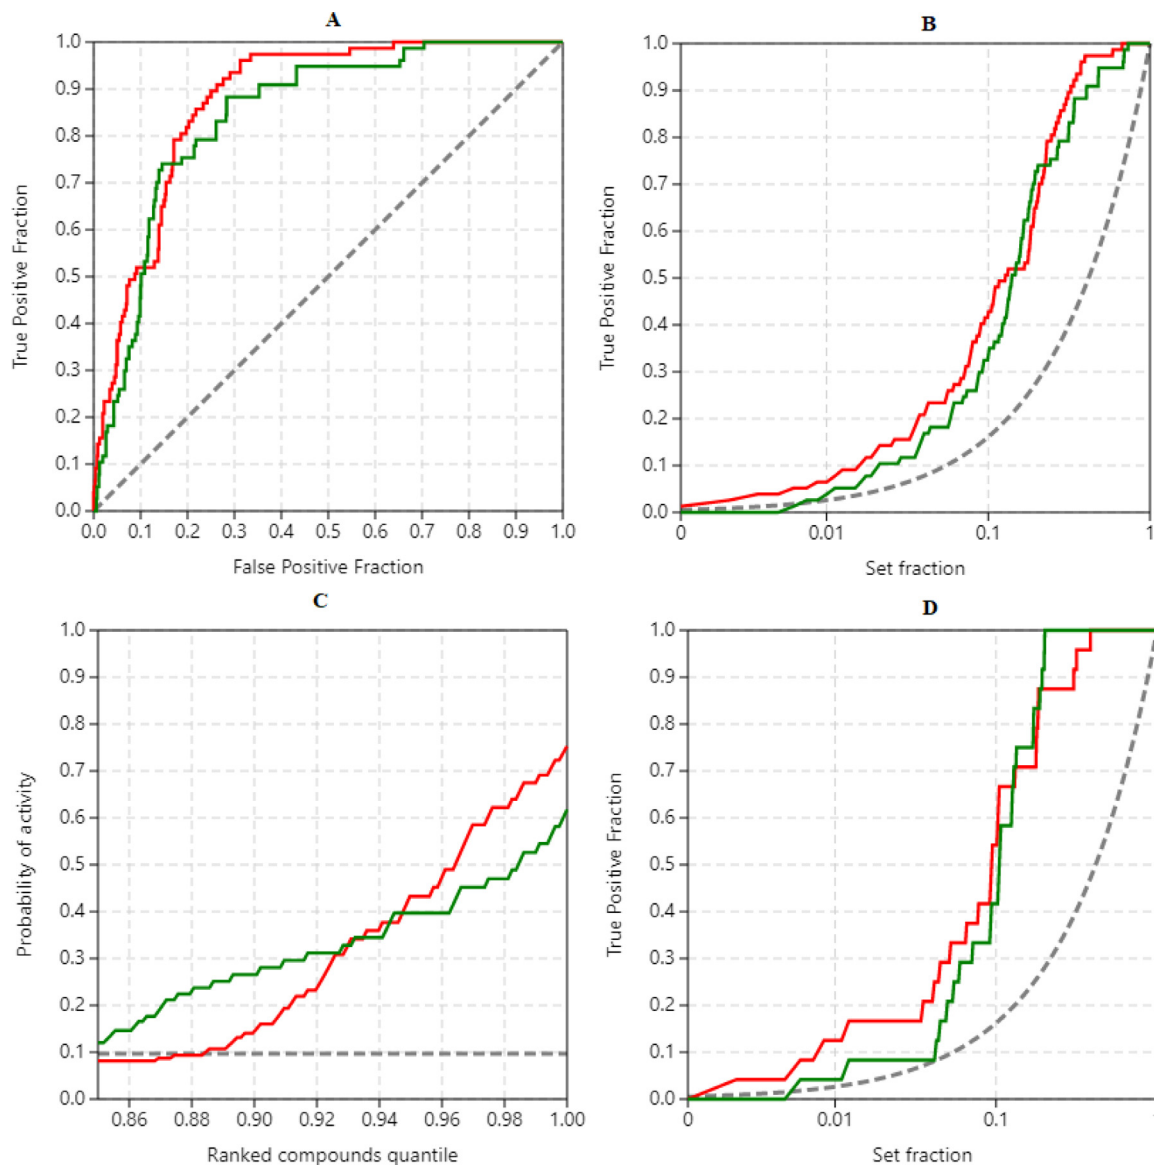 A
1.0
0.9
0.8
0.7
0.6
0.5
0.4
0.3
0.2
0.1
0.0
True Positive Fraction
0.0 0.1 0.2 0.3 0.4 0.5 0.6 0.7 0.8 0.9 1.0
False Positive Fraction
B
1.0
0.9
0.8
0.7
0.6
0.5
0.4
0.3
0.2
0.1
0.0
True Positive Fraction
0 0.01 0.1 1
Set fraction
C
1.0
0.9
0.8
0.7
0.6
0.5
0.4
0.3
0.2
0.1
0.0
Probability of activity
0.86 0.88 0.90 0.92 0.94 0.96 0.98 1.00
Ranked compounds quantile
D
1.0
0.9
0.8
0.7
0.6
0.5
0.4
0.3
0.2
0.1
0.0
True Positive Fraction
0 0.01 0.1
Set fraction